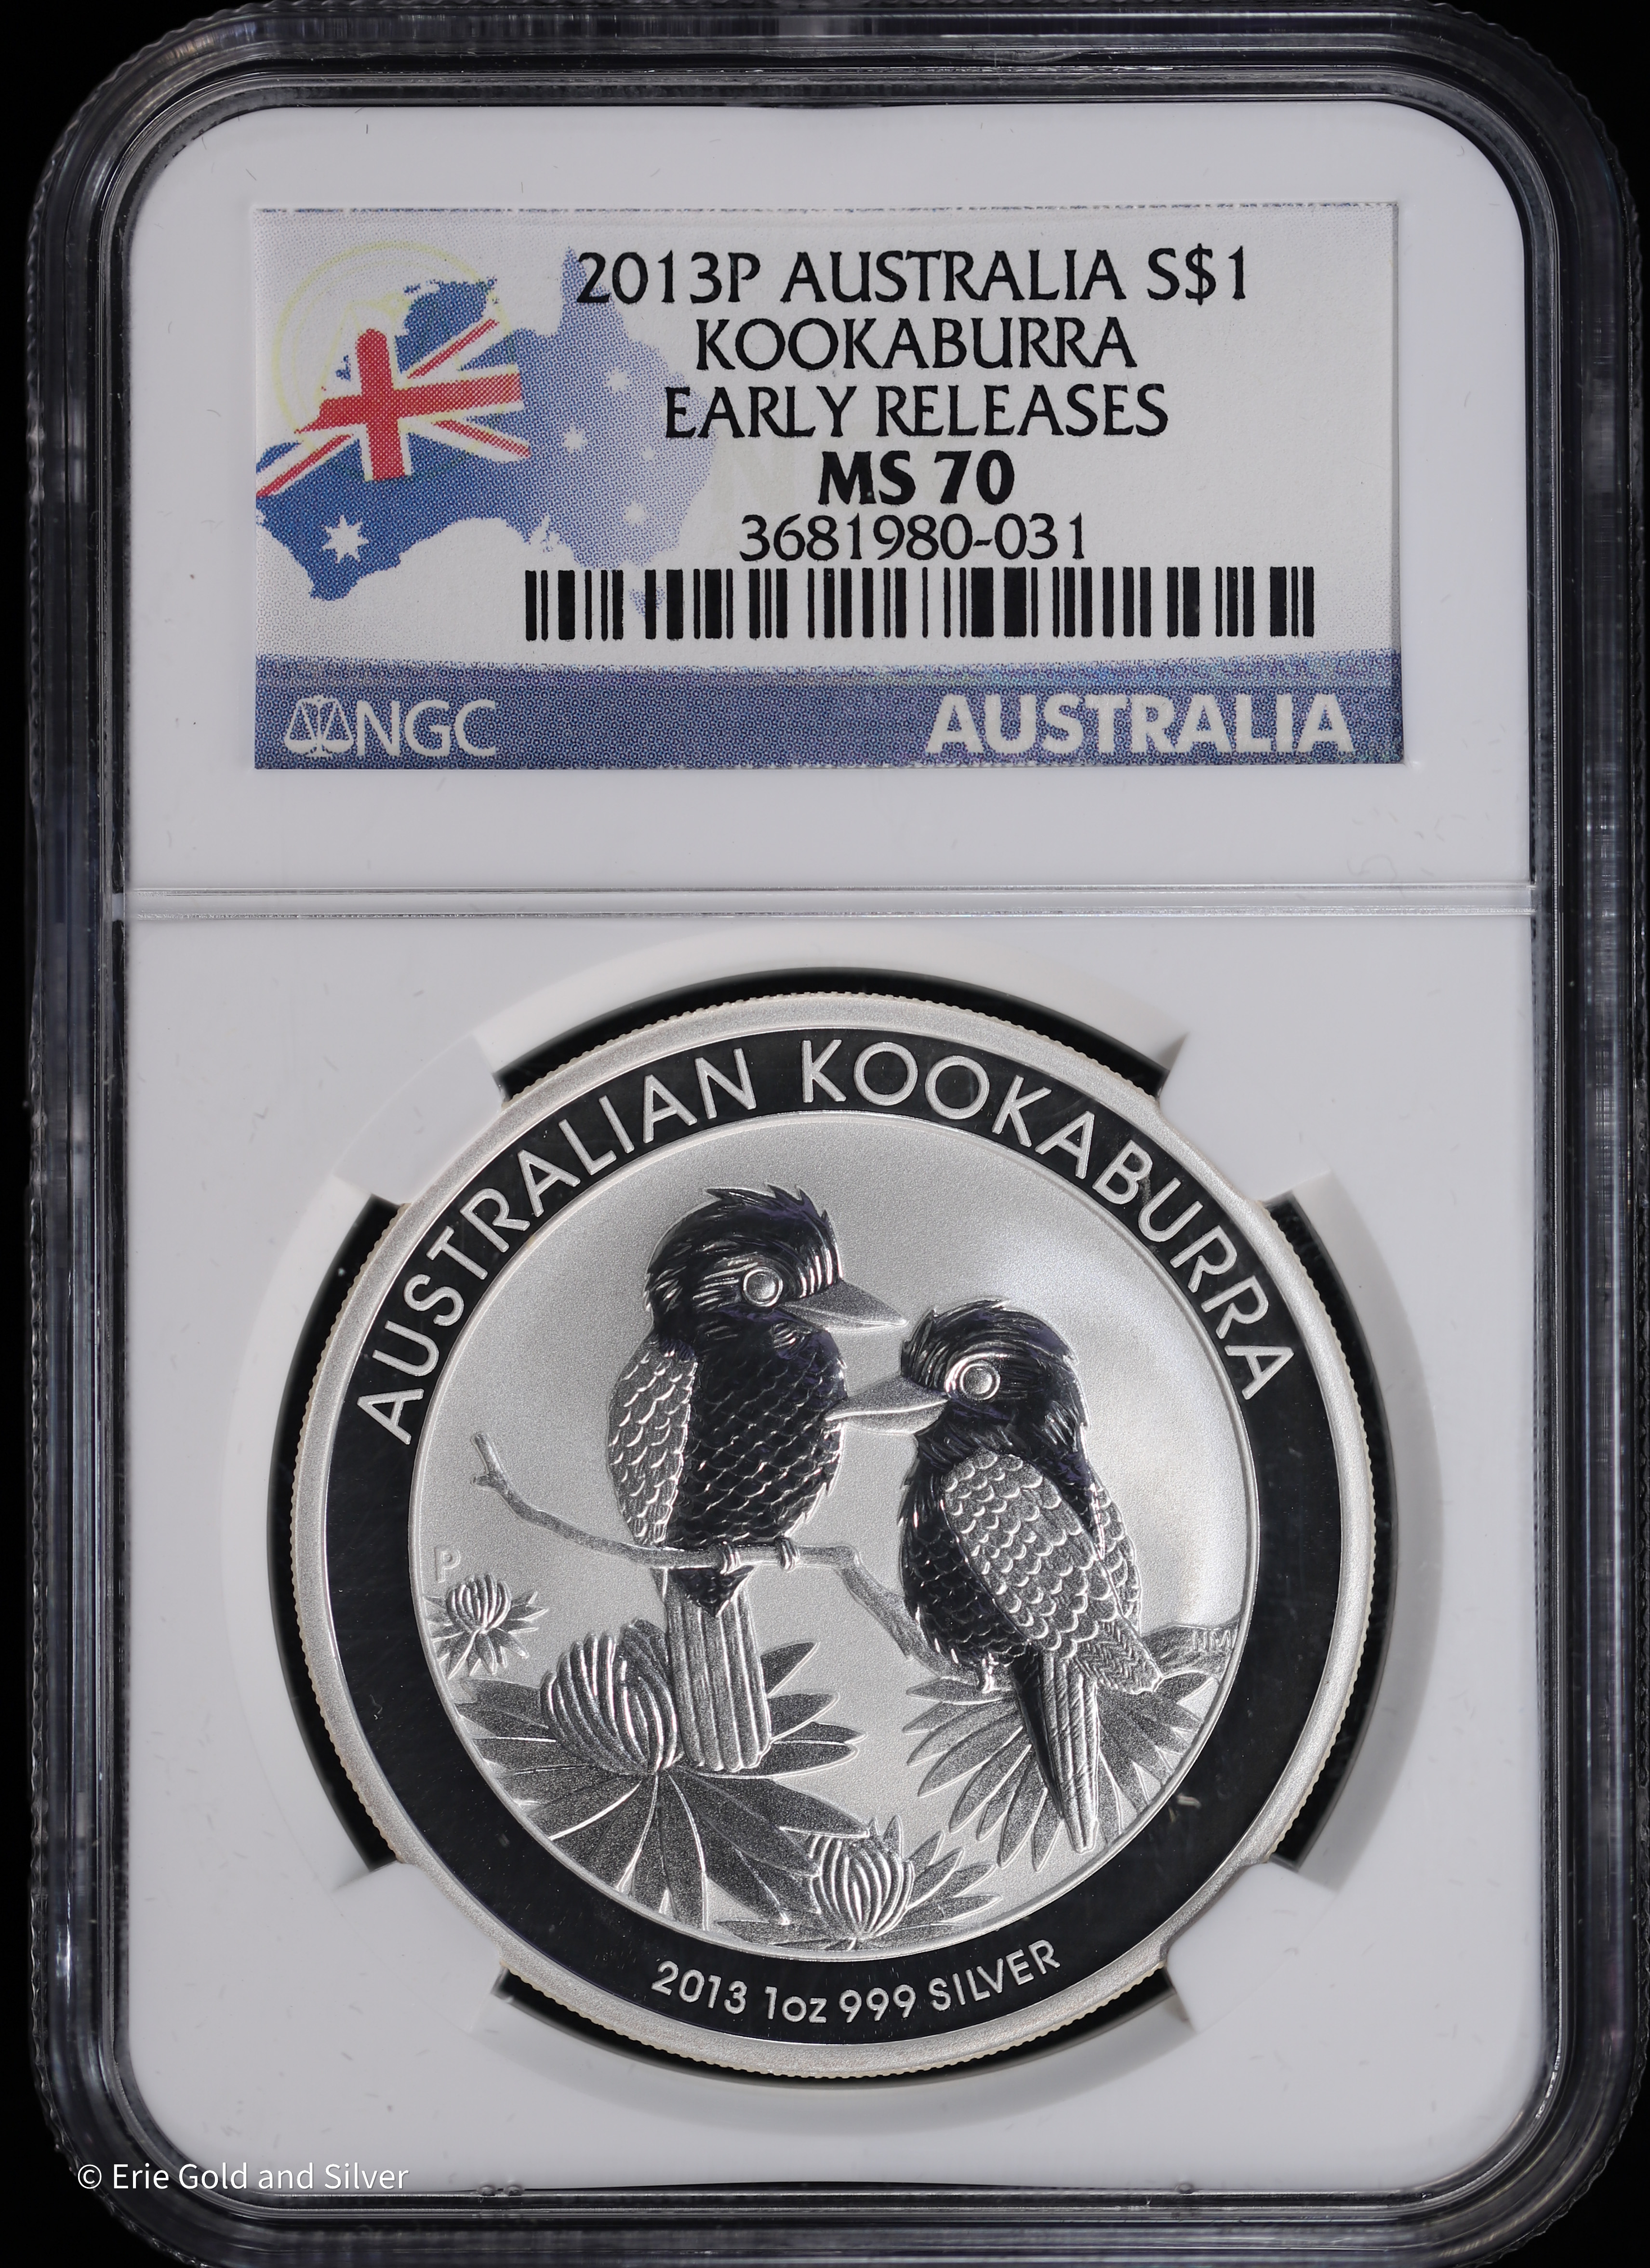 2013P AUSTRALIA S$1
KOOKABURRA
EARLY RELEASES
MS 70
3681980-031
NGC
AUSTRALIA
AUSTRALIAN KOOKABURRA
P
NM
2013 1oz 999 SILVER
© Erie Gold and Silver